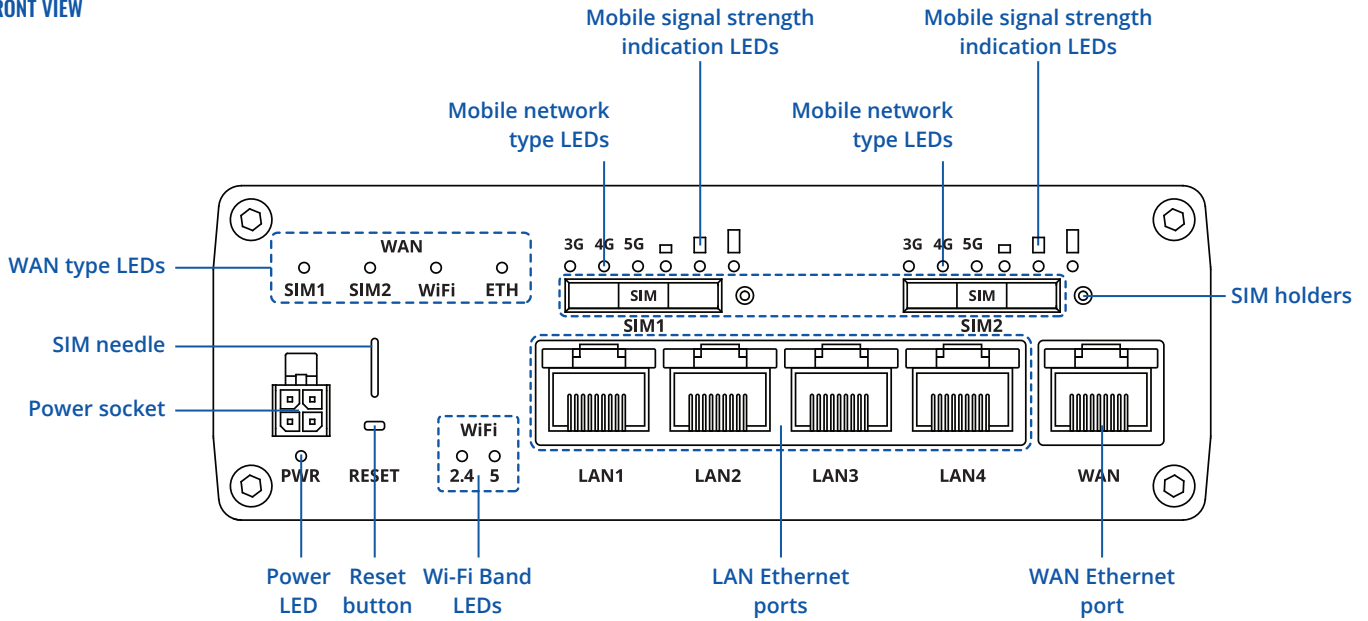 RONT VIEW
Mobile signal strength
indication LEDs
Mobile signal strength
indication LEDs
Mobile network
type LEDs
Mobile network
type LEDs
WAN type LEDs
WAN
SIM1 SIM2 WiFi ETH
3G 4G 5G
SIM
SIM1
3G 4G 5G
SIM
SIM2
SIM holders
SIM needle
Power socket
PWR
RESET
WiFi
2.4 5
LAN1 LAN2 LAN3 LAN4 WAN
Power
LED
Reset
button
Wi-Fi Band
LEDs
LAN Ethernet
ports
WAN Ethernet
port